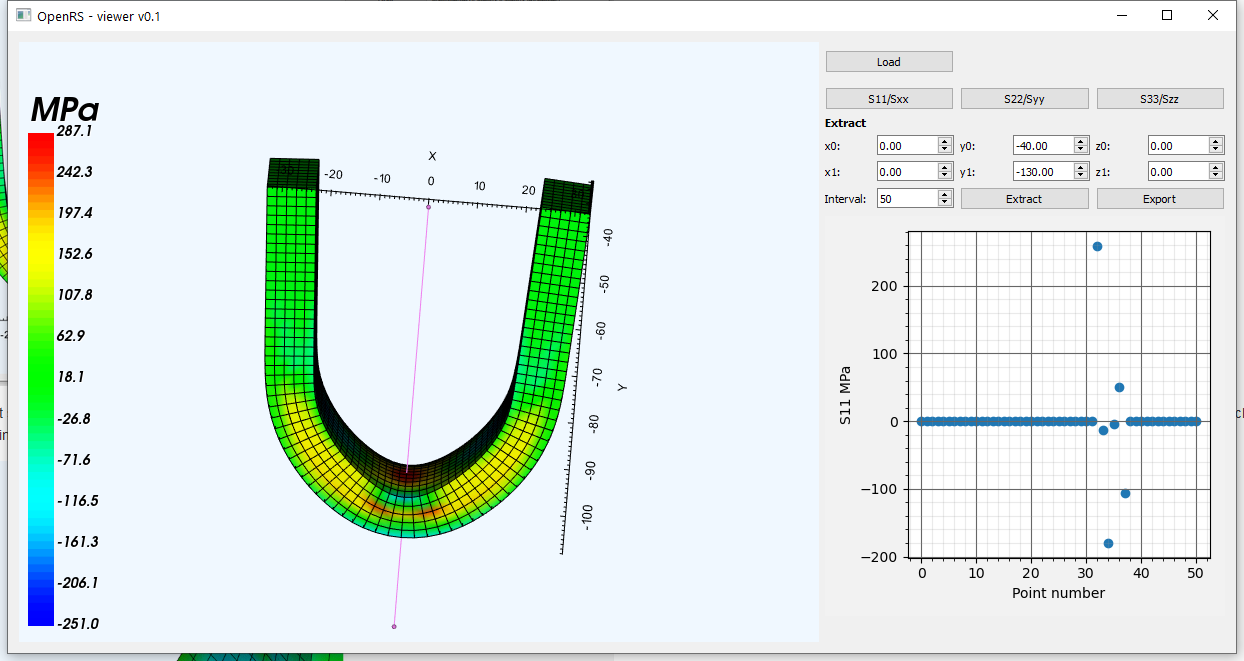 OpenRS - viewer v0.1
MPa
287.1
242.3
197.4
152.6
107.8
62.9
18.1
-26.8
-71.6
-116.5
-161.3
-206.1
-251.0
X
-20
-10
0
10
20
-40
-50
-60
-70
-80
-90
-100
Y
Load
S11/Sxx S22/Syy S33/Szz
Extract
x0: 0.00 y0: -40.00 z0: 0.00
x1: 0.00 y1: -130.00 z1: 0.00
Interval: 50 Extract Export
S11 MPa
200
100
0
−100
−200
0 10 20 30 40 50
Point number